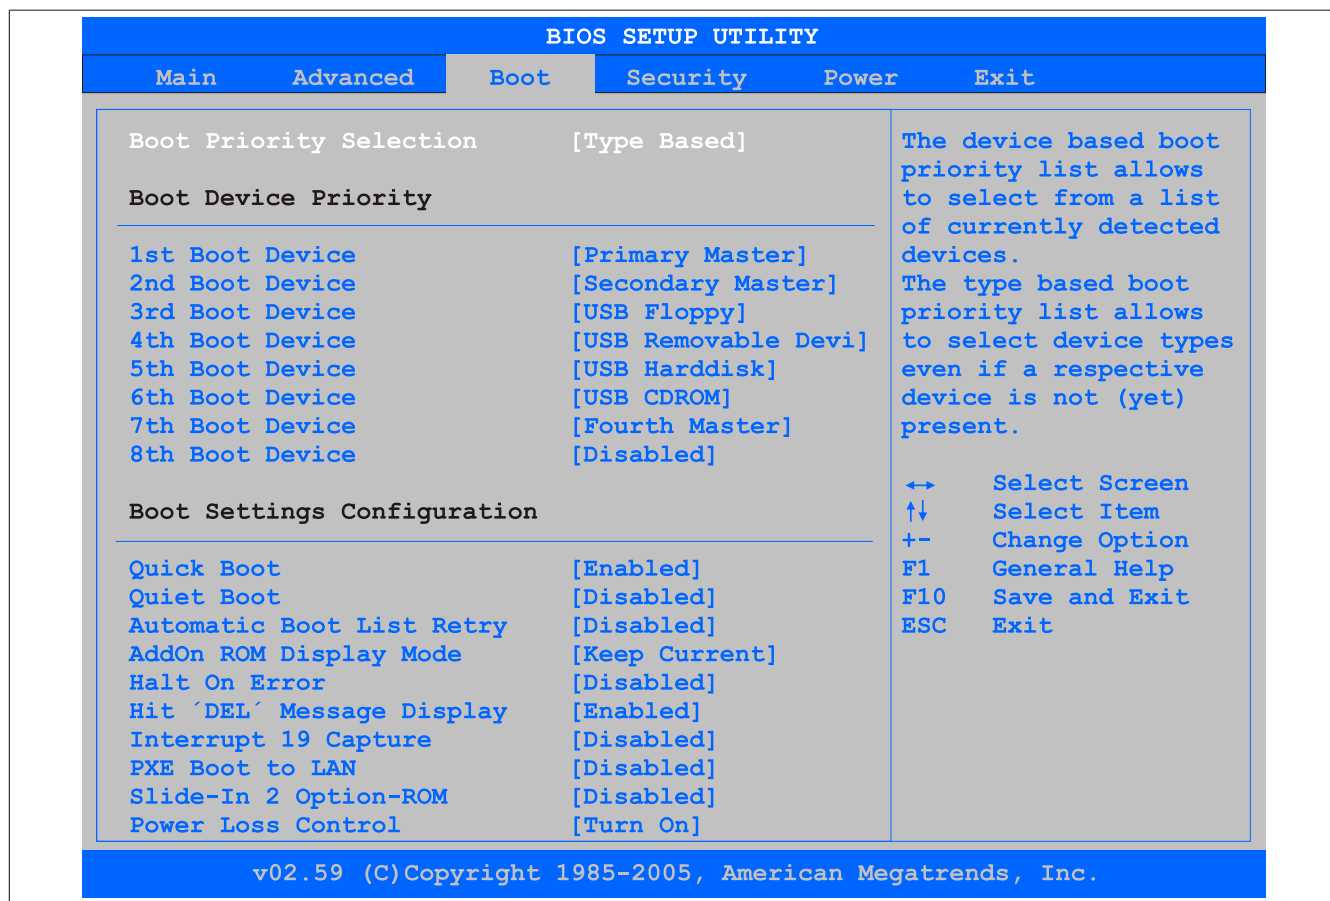 BIOS SETUP UTILITY
Main Advanced Boot Security Power Exit
Boot Priority Selection [Type Based]
Boot Device Priority
1st Boot Device [Primary Master]
2nd Boot Device [Secondary Master]
3rd Boot Device [USB Floppy]
4th Boot Device [USB Removable Devi]
5th Boot Device [USB Harddisk]
6th Boot Device [USB CDROM]
7th Boot Device [Fourth Master]
8th Boot Device [Disabled]
Boot Settings Configuration
Quick Boot [Enabled]
Quiet Boot [Disabled]
Automatic Boot List Retry [Disabled]
AddOn ROM Display Mode [Keep Current]
Halt On Error [Disabled]
Hit ´DEL´ Message Display [Enabled]
Interrupt 19 Capture [Disabled]
PXE Boot to LAN [Disabled]
Slide-In 2 Option-ROM [Disabled]
Power Loss Control [Turn On]
The device based boot
priority list allows
to select from a list
of currently detected
devices.
The type based boot
priority list allows
to select device types
even if a respective
device is not (yet)
present.
↔ Select Screen
↑↓ Select Item
+- Change Option
F1 General Help
F10 Save and Exit
ESC Exit
v02.59 (C)Copyright 1985-2005, American Megatrends, Inc.